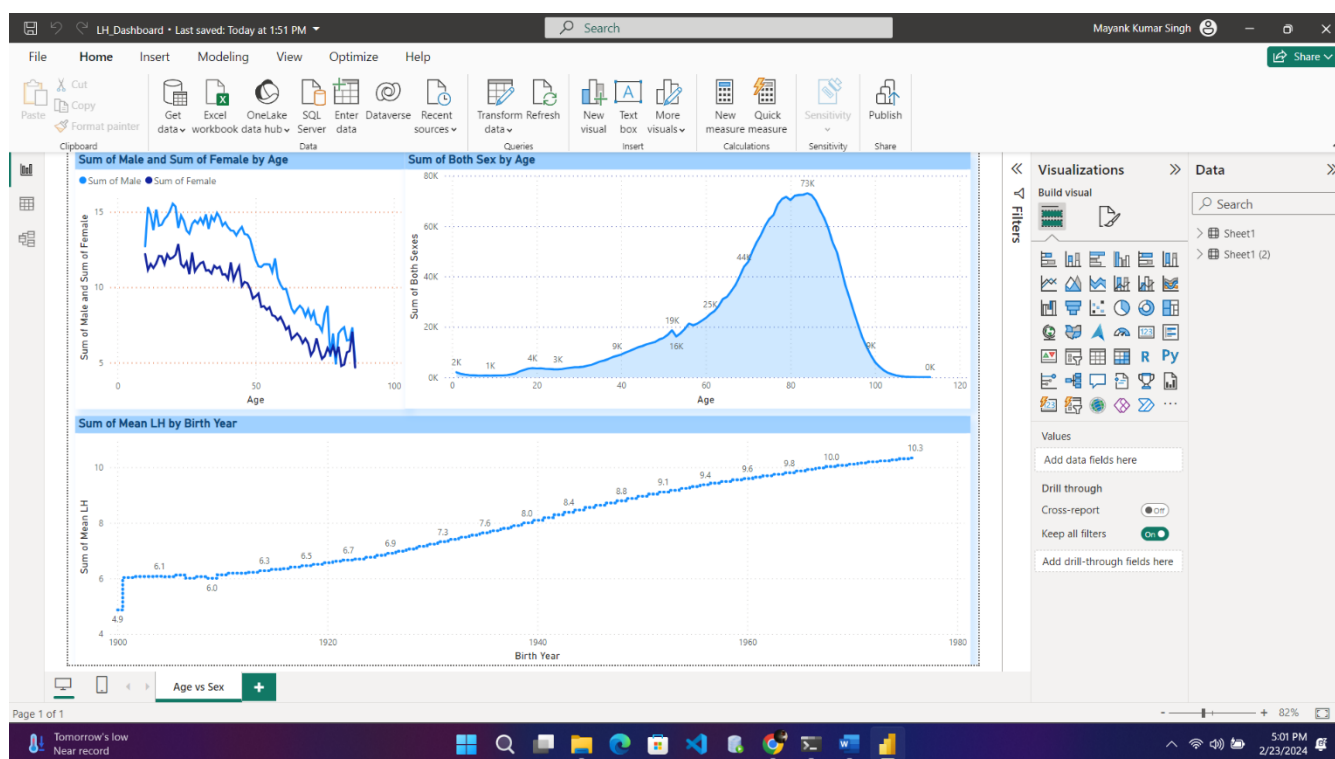 LH_Dashboard • Last saved: Today at 1:51 PM
Search
Mayank Kumar Singh
File Home Insert Modeling View Optimize Help
Share
Paste
Cut
Copy
Format painter
Clipboard
Get data
Excel workbook
OneLake data hub
SQL Server
Enter data
Dataverse
Recent sources
Data
Transform data
Refresh
Queries
New visual
Text box
More visuals
Insert
New measure
Quick measure
Calculations
Sensitivity
Sensitivity
Publish
Share
Sum of Male and Sum of Female by Age
Sum of Male Sum of Female
Sum of Male and Sum of Female
15
10
5
0 50 100
Age
Sum of Both Sex by Age
Sum of Both Sexes
80K
60K
40K
20K
0K
2K 1K 4K 3K 9K 19K 16K 25K 44K 73K 9K 0K
0 20 40 60 80 100 120
Age
Sum of Mean LH by Birth Year
Sum of Mean LH
10
8
6
4
4.9 6.1 6.0 6.3 6.5 6.7 6.9 7.3 7.6 8.0 8.4 8.8 9.1 9.4 9.6 9.8 10.0 10.3
1900 1920 1940 1960 1980
Birth Year
Filters
Visualizations
Build visual
R Py
123
Values
Add data fields here
Drill through
Cross-report Off
Keep all filters On
Add drill-through fields here
Data
Search
Sheet1
Sheet1 (2)
Age vs Sex
Page 1 of 1
82%
Tomorrow's low
Near record
5:01 PM
2/23/2024